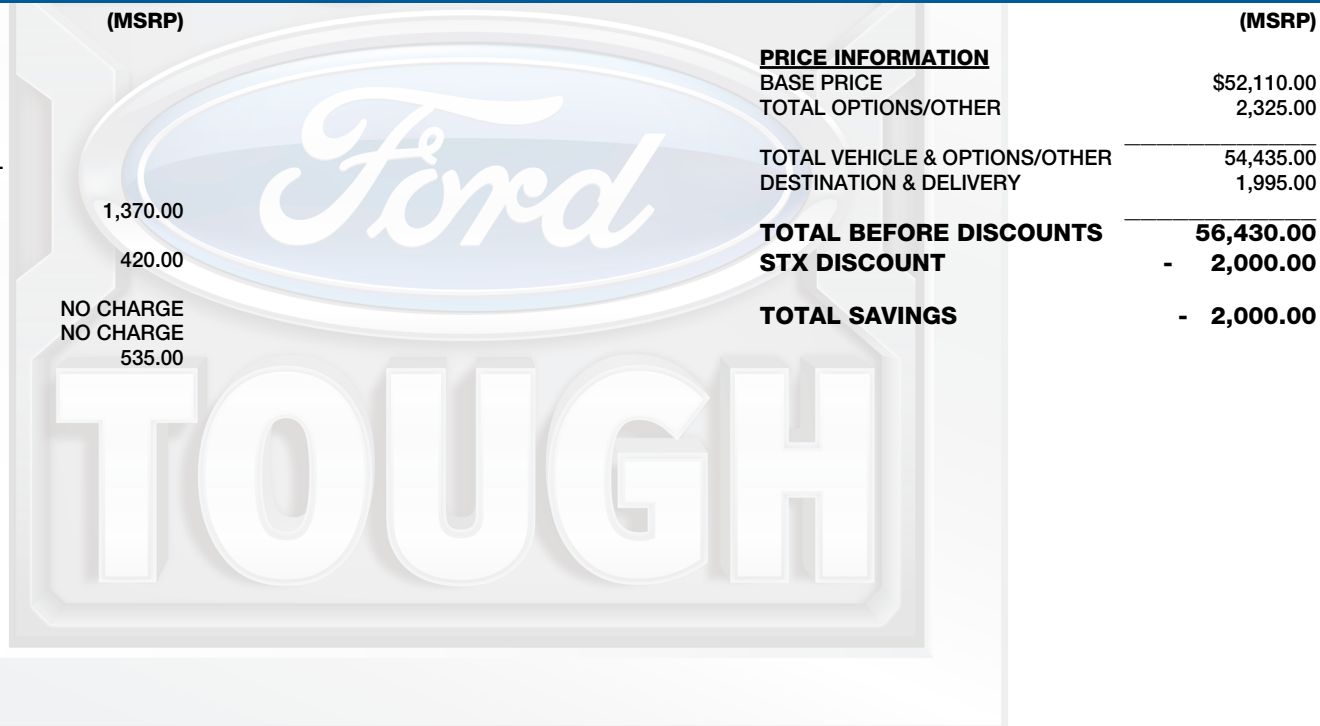 (MSRP)
1,370.00
420.00
NO CHARGE
NO CHARGE
535.00
(MSRP)
PRICE INFORMATION
BASE PRICE $52,110.00
TOTAL OPTIONS/OTHER 2,325.00
TOTAL VEHICLE & OPTIONS/OTHER 54,435.00
DESTINATION & DELIVERY 1,995.00
TOTAL BEFORE DISCOUNTS 56,430.00
STX DISCOUNT - 2,000.00
TOTAL SAVINGS - 2,000.00
Ford
TOUGH